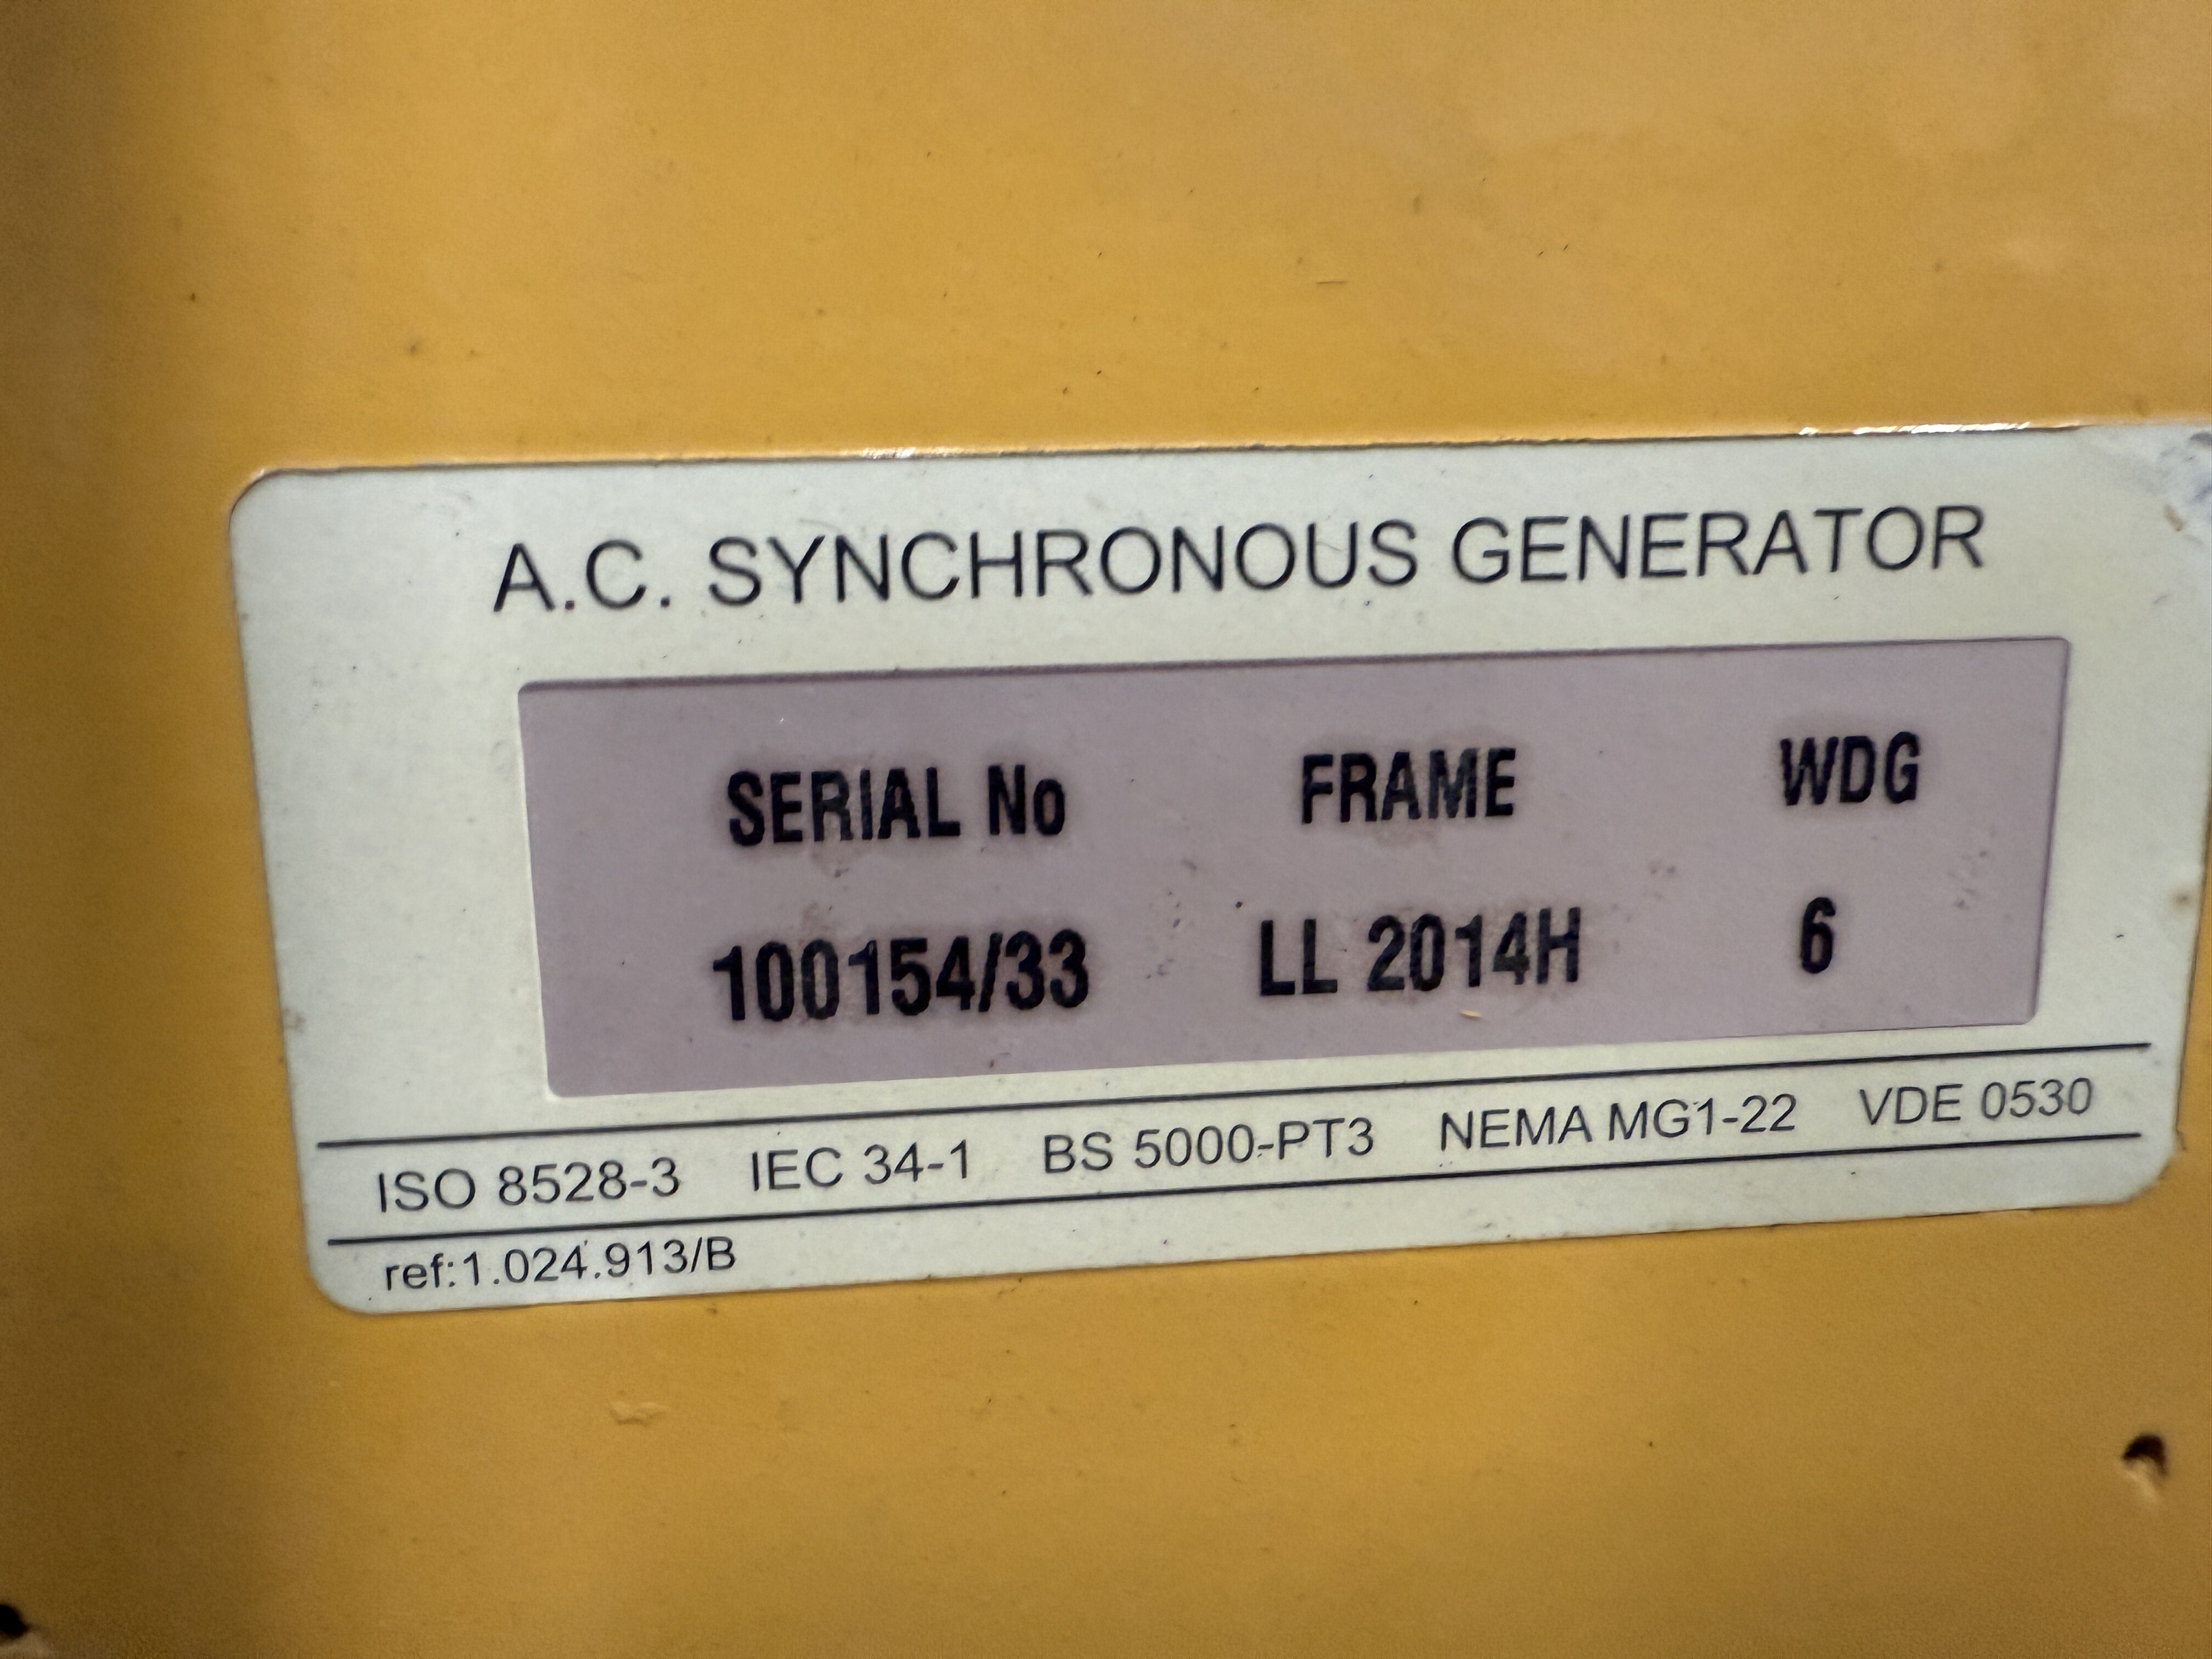 A.C. SYNCHRONOUS GENERATOR
SERIAL No FRAME WDG
100154/33 LL 2014H 6
ISO 8528-3 IEC 34-1 BS 5000-PT3 NEMA MG1-22 VDE 0530
ref:1.024.913/B